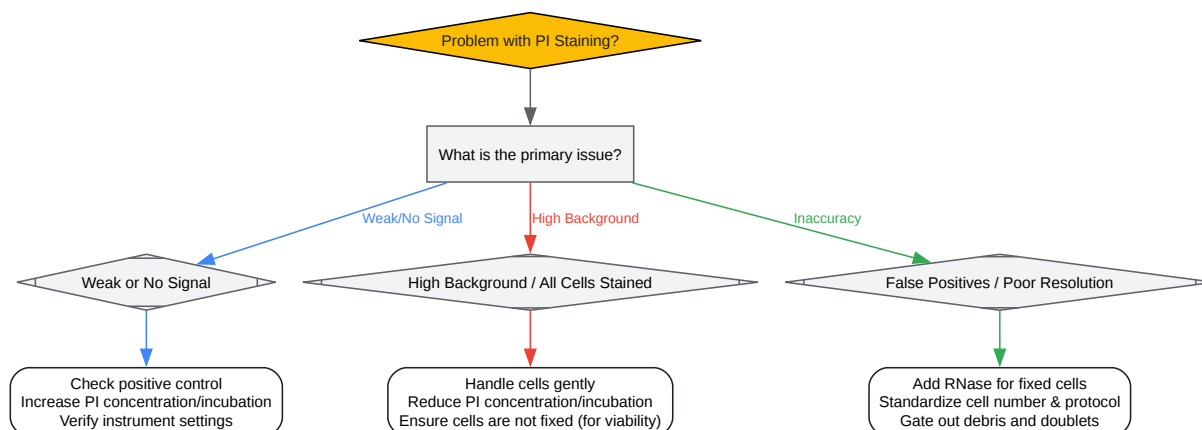 Problem with PI Staining?
What is the primary issue?
Weak/No Signal
High Background
Inaccuracy
Weak or No Signal
High Background / All Cells Stained
False Positives / Poor Resolution
Check positive control
Increase PI concentration/incubation
Verify instrument settings
Handle cells gently
Reduce PI concentration/incubation
Ensure cells are not fixed (for viability)
Add RNase for fixed cells
Standardize cell number & protocol
Gate out debris and doublets